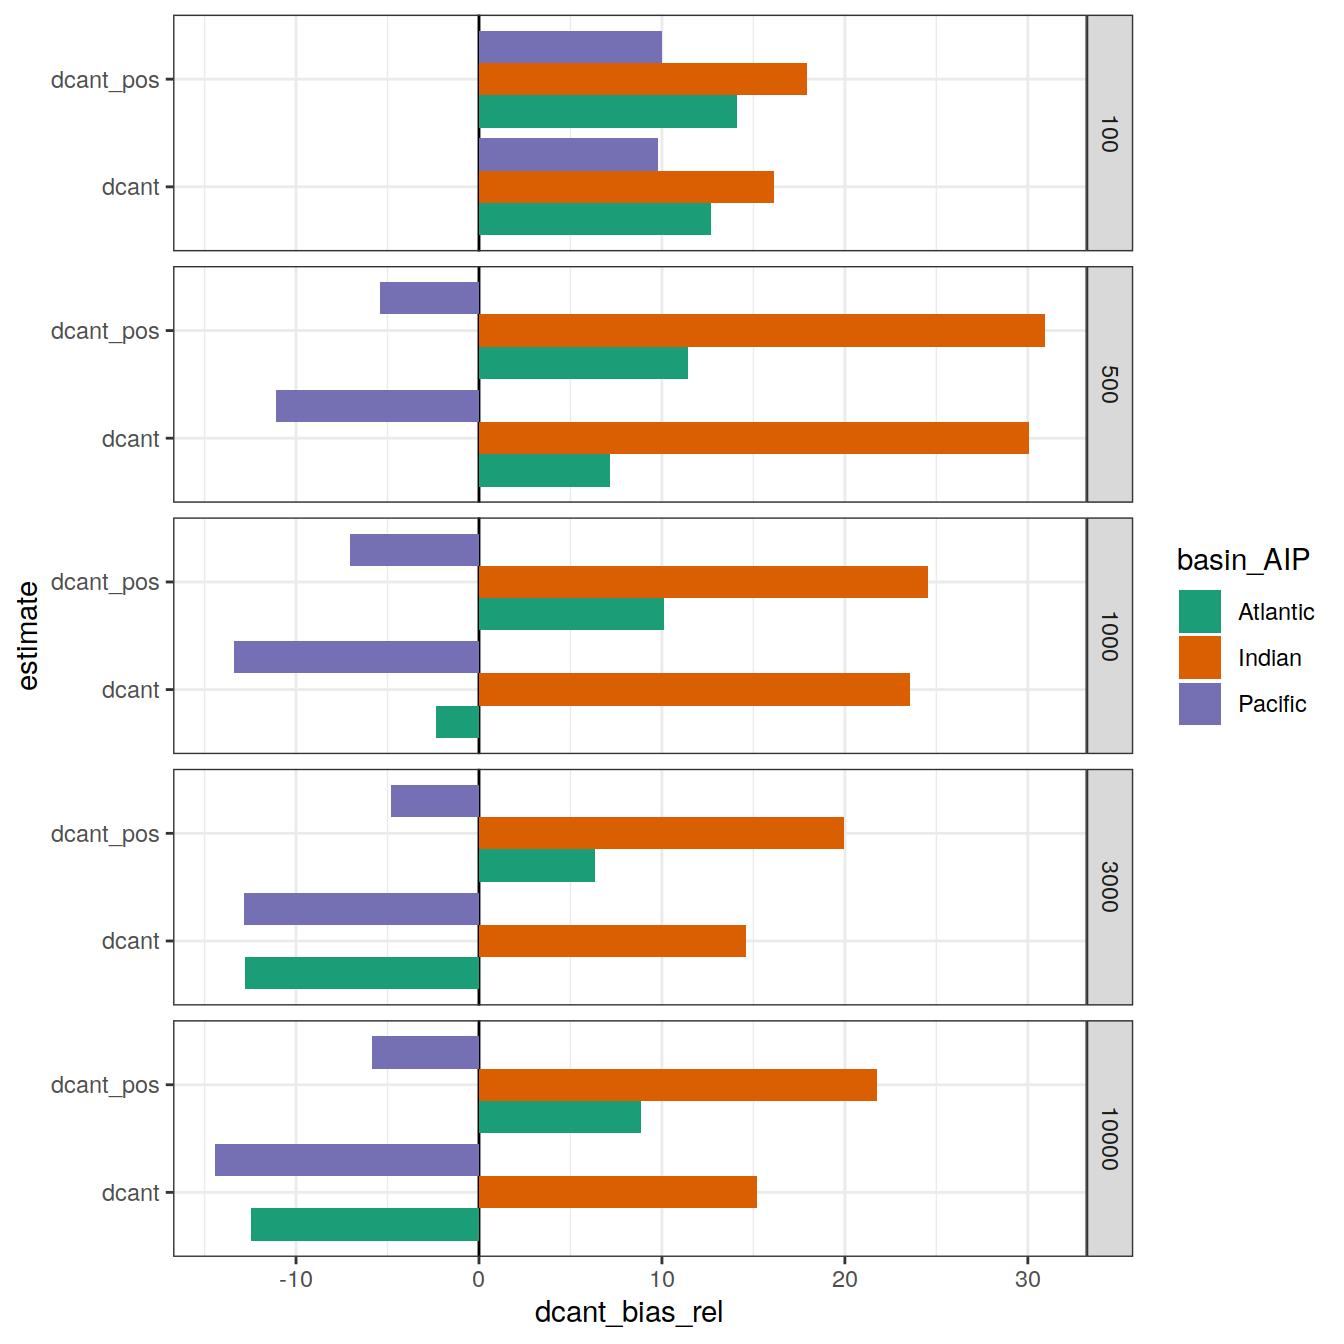 estimate
dcant_pos
dcant
100
dcant_pos
dcant
500
dcant_pos
dcant
1000
dcant_pos
dcant
3000
dcant_pos
dcant
10000
-10 0 10 20 30
dcant_bias_rel
basin_AIP
Atlantic
Indian
Pacific